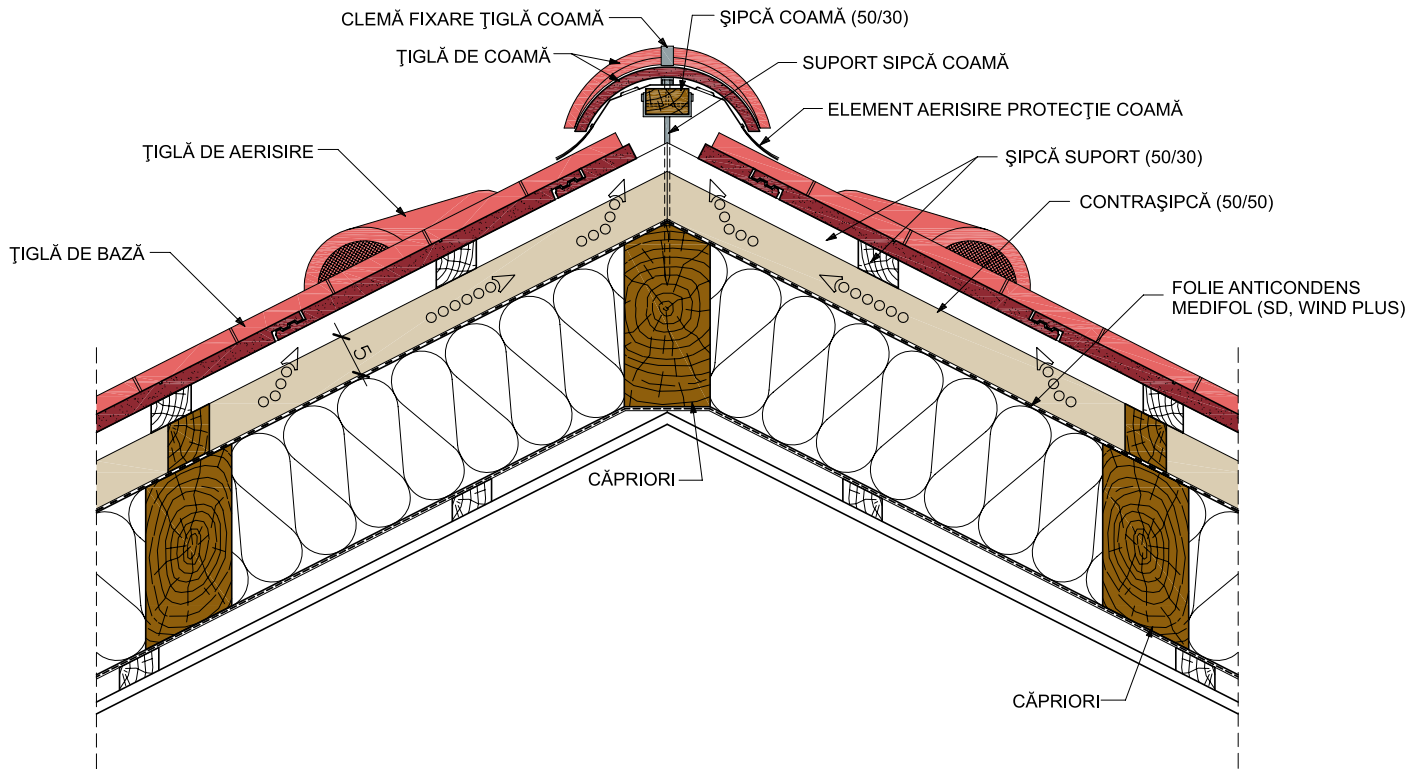 CLEMĂ FIXARE ŢIGLĂ COAMĂ
ŞIPCĂ COAMĂ (50/30)
ŢIGLĂ DE COAMĂ
SUPORT SIPCĂ COAMĂ
ELEMENT AERISIRE PROTECŢIE COAMĂ
ŢIGLĂ DE AERISIRE
ŞIPCĂ SUPORT (50/30)
CONTRAŞIPCĂ (50/50)
ŢIGLĂ DE BAZĂ
FOLIE ANTICONDENS
MEDIFOL (SD, WIND PLUS)
5
CĂPRIORI
CĂPRIORI